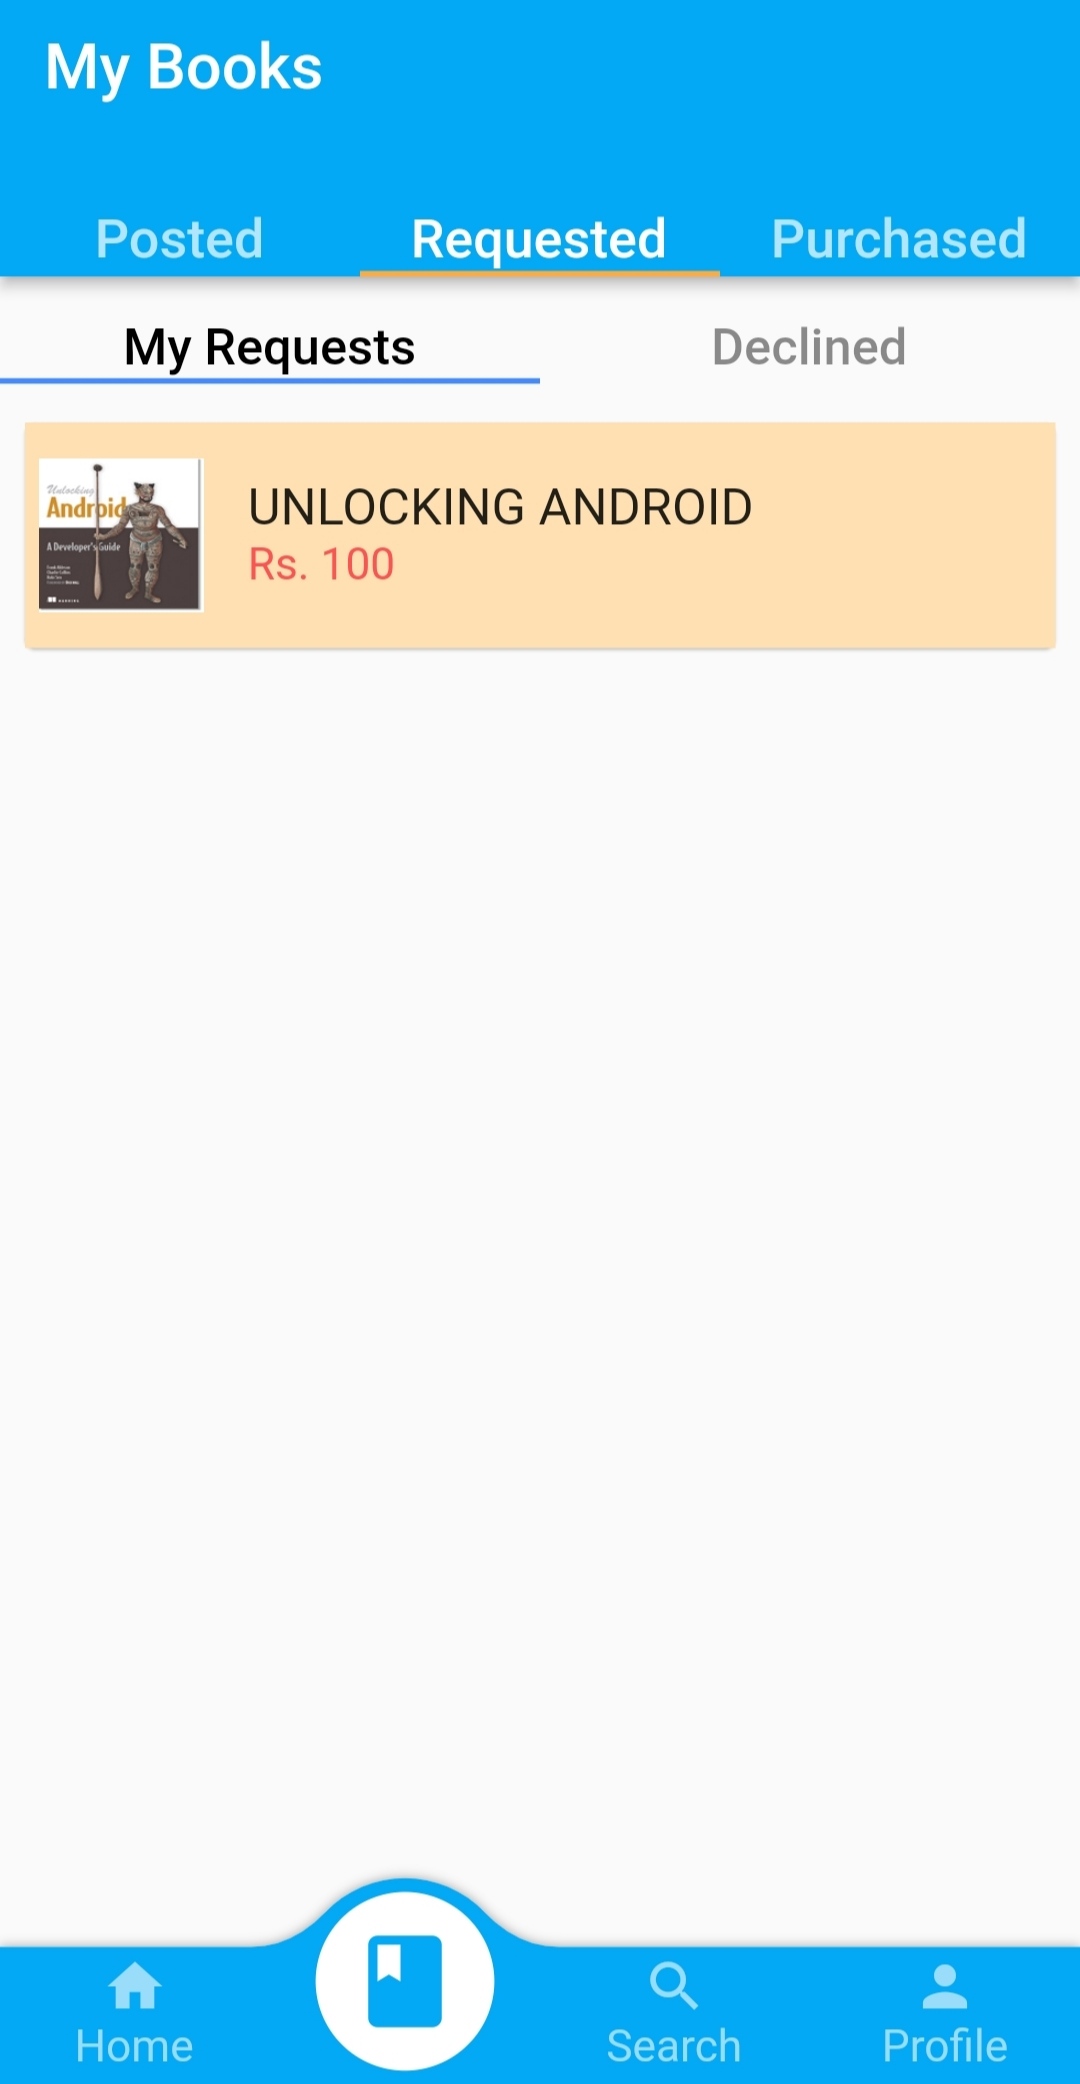 My Books
Posted Requested Purchased
My Requests Declined
Unlocking
Android
A Developer's Guide
UNLOCKING ANDROID
Rs. 100
MANNING
Home Search Profile